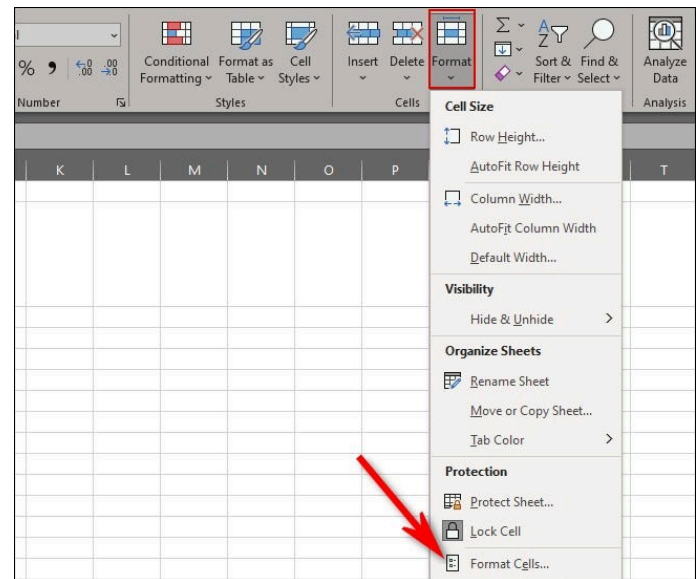 Conditional Format as Cell Insert Delete Format Sort & Find & Analyze
Formatting Table Styles Filter Select Data
Number Styles Cells Analysis
% .00 .00
K L M N O P T
Cell Size
Row Height...
AutoFit Row Height
Column Width...
AutoFit Column Width
Default Width...
Visibility
Hide & Unhide
Organize Sheets
Rename Sheet
Move or Copy Sheet...
Tab Color
Protection
Protect Sheet...
Lock Cell
Format Cells...